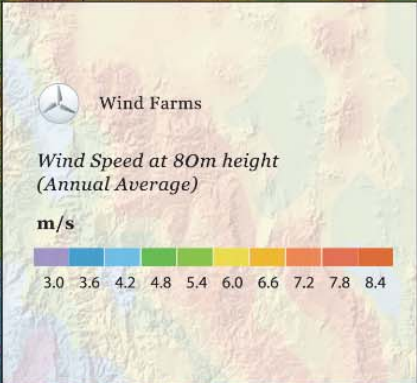 Wind Farms
Wind Speed at 80m height
(Annual Average)
m/s
3.0 3.6 4.2 4.8 5.4 6.0 6.6 7.2 7.8 8.4